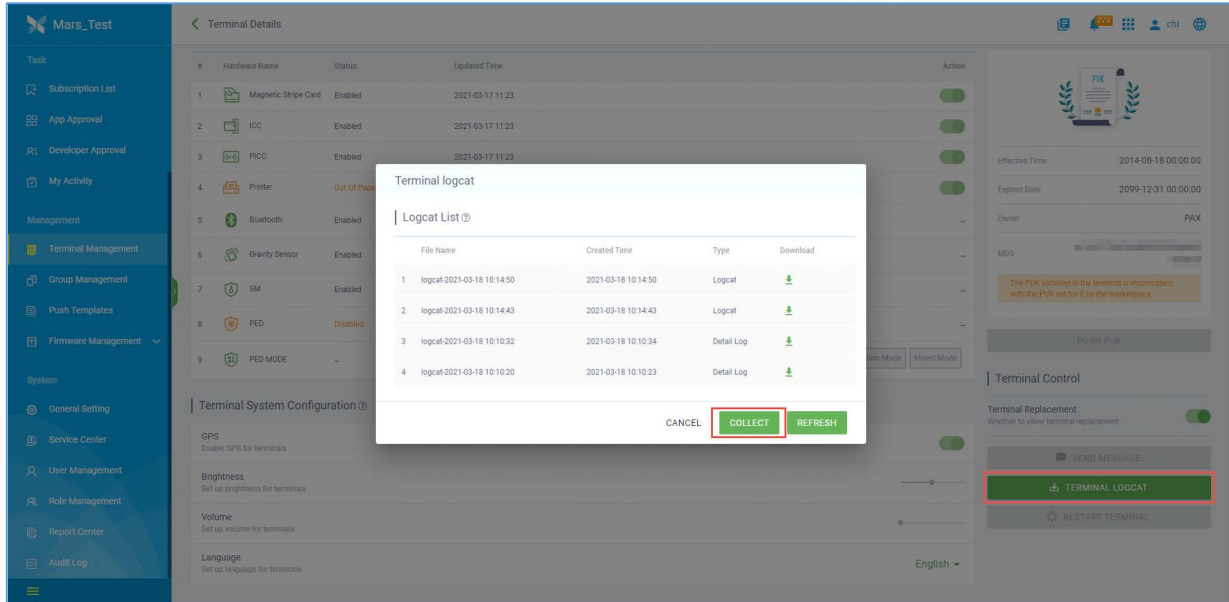 Mars_Test
Terminal Details
273
chi
Task
Subscription List
App Approval
Developer Approval
My Activity
Management
Terminal Management
Group Management
Push Templates
Firmware Management
System
General Setting
Service Center
User Management
Role Management
Report Center
Audit Log
# Hardware Name Status Updated Time Action
1 Magnetic Stripe Card Enabled 2021-03-17 11:23
2 ICC Enabled 2021-03-17 11:23
3 PICC Enabled 2021-03-17 11:23
4 Printer Out Of Pape
5 Bluetooth Enabled –
6 Gravity Sensor Enabled –
7 SM Enabled –
8 PED Disabled –
9 PED MODE – Mode Mixed Mode
Terminal logcat
Logcat List
File Name Created Time Type Download
1 logcat-2021-03-18 10:14:50 2021-03-18 10:14:50 Logcat
2 logcat-2021-03-18 10:14:43 2021-03-18 10:14:43 Logcat
3 logcat-2021-03-18 10:10:32 2021-03-18 10:10:34 Detail Log
4 logcat-2021-03-18 10:10:20 2021-03-18 10:10:23 Detail Log
CANCEL COLLECT REFRESH
Terminal System Configuration
GPS
Enable GPS for terminals
Brightness
Set up brightness for terminals
Volume
Set up volume for terminals
Language
Set up language for terminals
English
PUK
Effective Time 2014-08-18 00:00:00
Expired Date 2099-12-31 00:00:00
Owner PAX
MD5
The PUK installed in the terminal is inconsistent
with the PUK set for it by the marketplace
PUSH PUK
Terminal Control
Terminal Replacement
Whether to allow terminal replacement
SEND MESSAGE
TERMINAL LOGCAT
RESTART TERMINAL